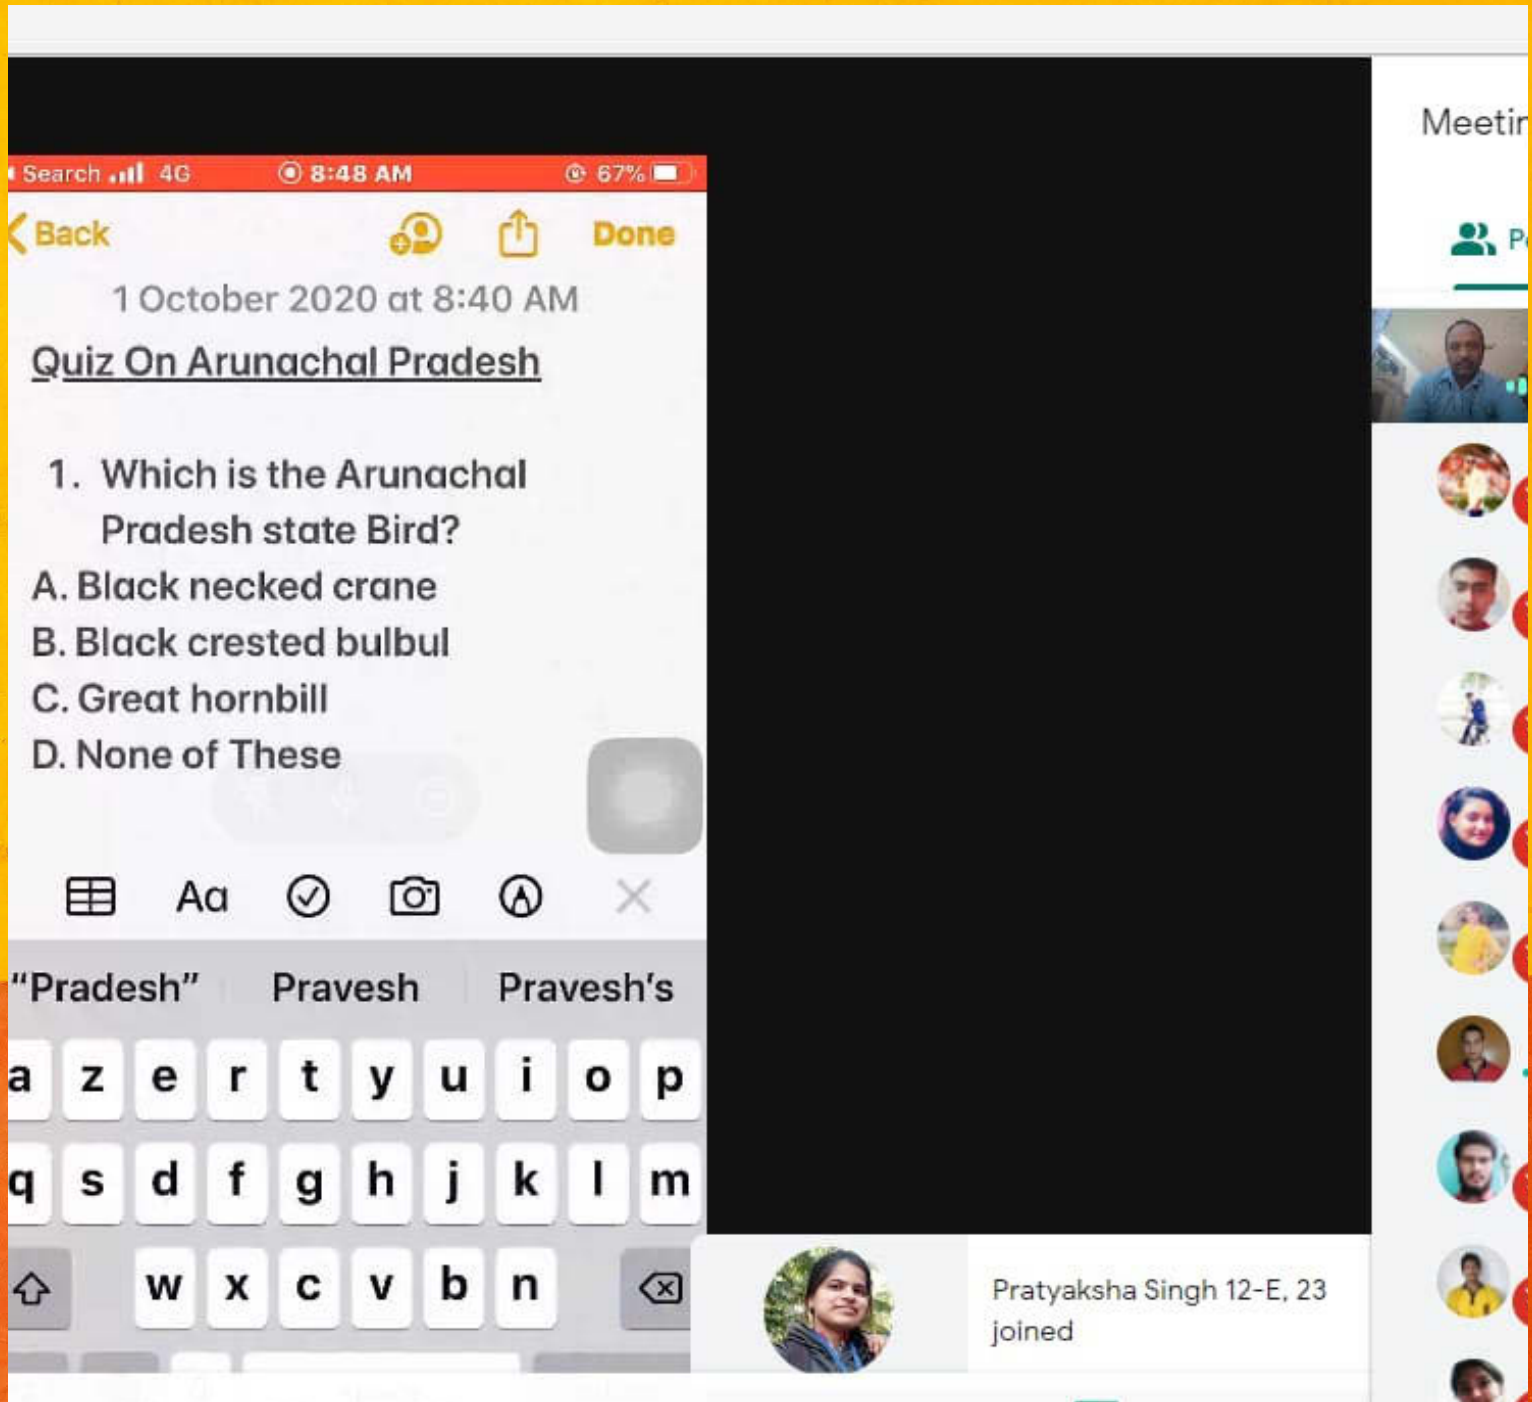 Search 4G 8:48 AM 67%
Back Done
1 October 2020 at 8:40 AM
Quiz On Arunachal Pradesh
1. Which is the Arunachal
Pradesh state Bird?
A. Black necked crane
B. Black crested bulbul
C. Great hornbill
D. None of These
Aa
"Pradesh" Pravesh Pravesh's
a z e r t y u i o p
q s d f g h j k l m
w x c v b n
Pratyaksha Singh 12-E, 23
joined